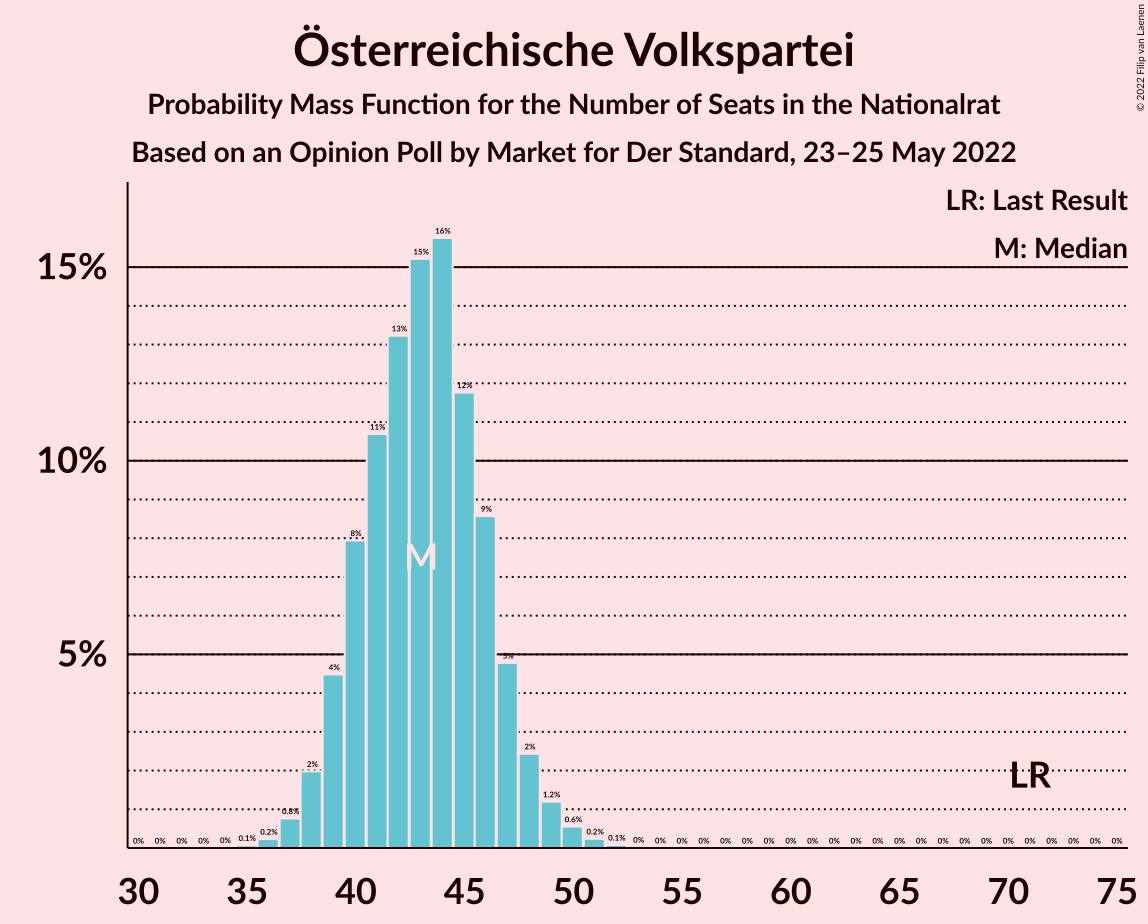 Österreichische Volkspartei
Probability Mass Function for the Number of Seats in the Nationalrat
Based on an Opinion Poll by Market for Der Standard, 23–25 May 2022
© 2022 Filip van Laenen
LR: Last Result
M: Median
15%
10%
5%
0% 0% 0% 0% 0% 0.1% 0.2% 0.8% 2% 4% 8% 11% 13% 15% 16% 12% 9% 5% 2% 1.2% 0.6% 0.2% 0.1% 0% 0% 0% 0% 0% 0% 0% 0% 0% 0% 0% 0% 0% 0% 0% 0% 0% 0% 0% 0% 0% 0% 0%
M
LR
30 35 40 45 50 55 60 65 70 75